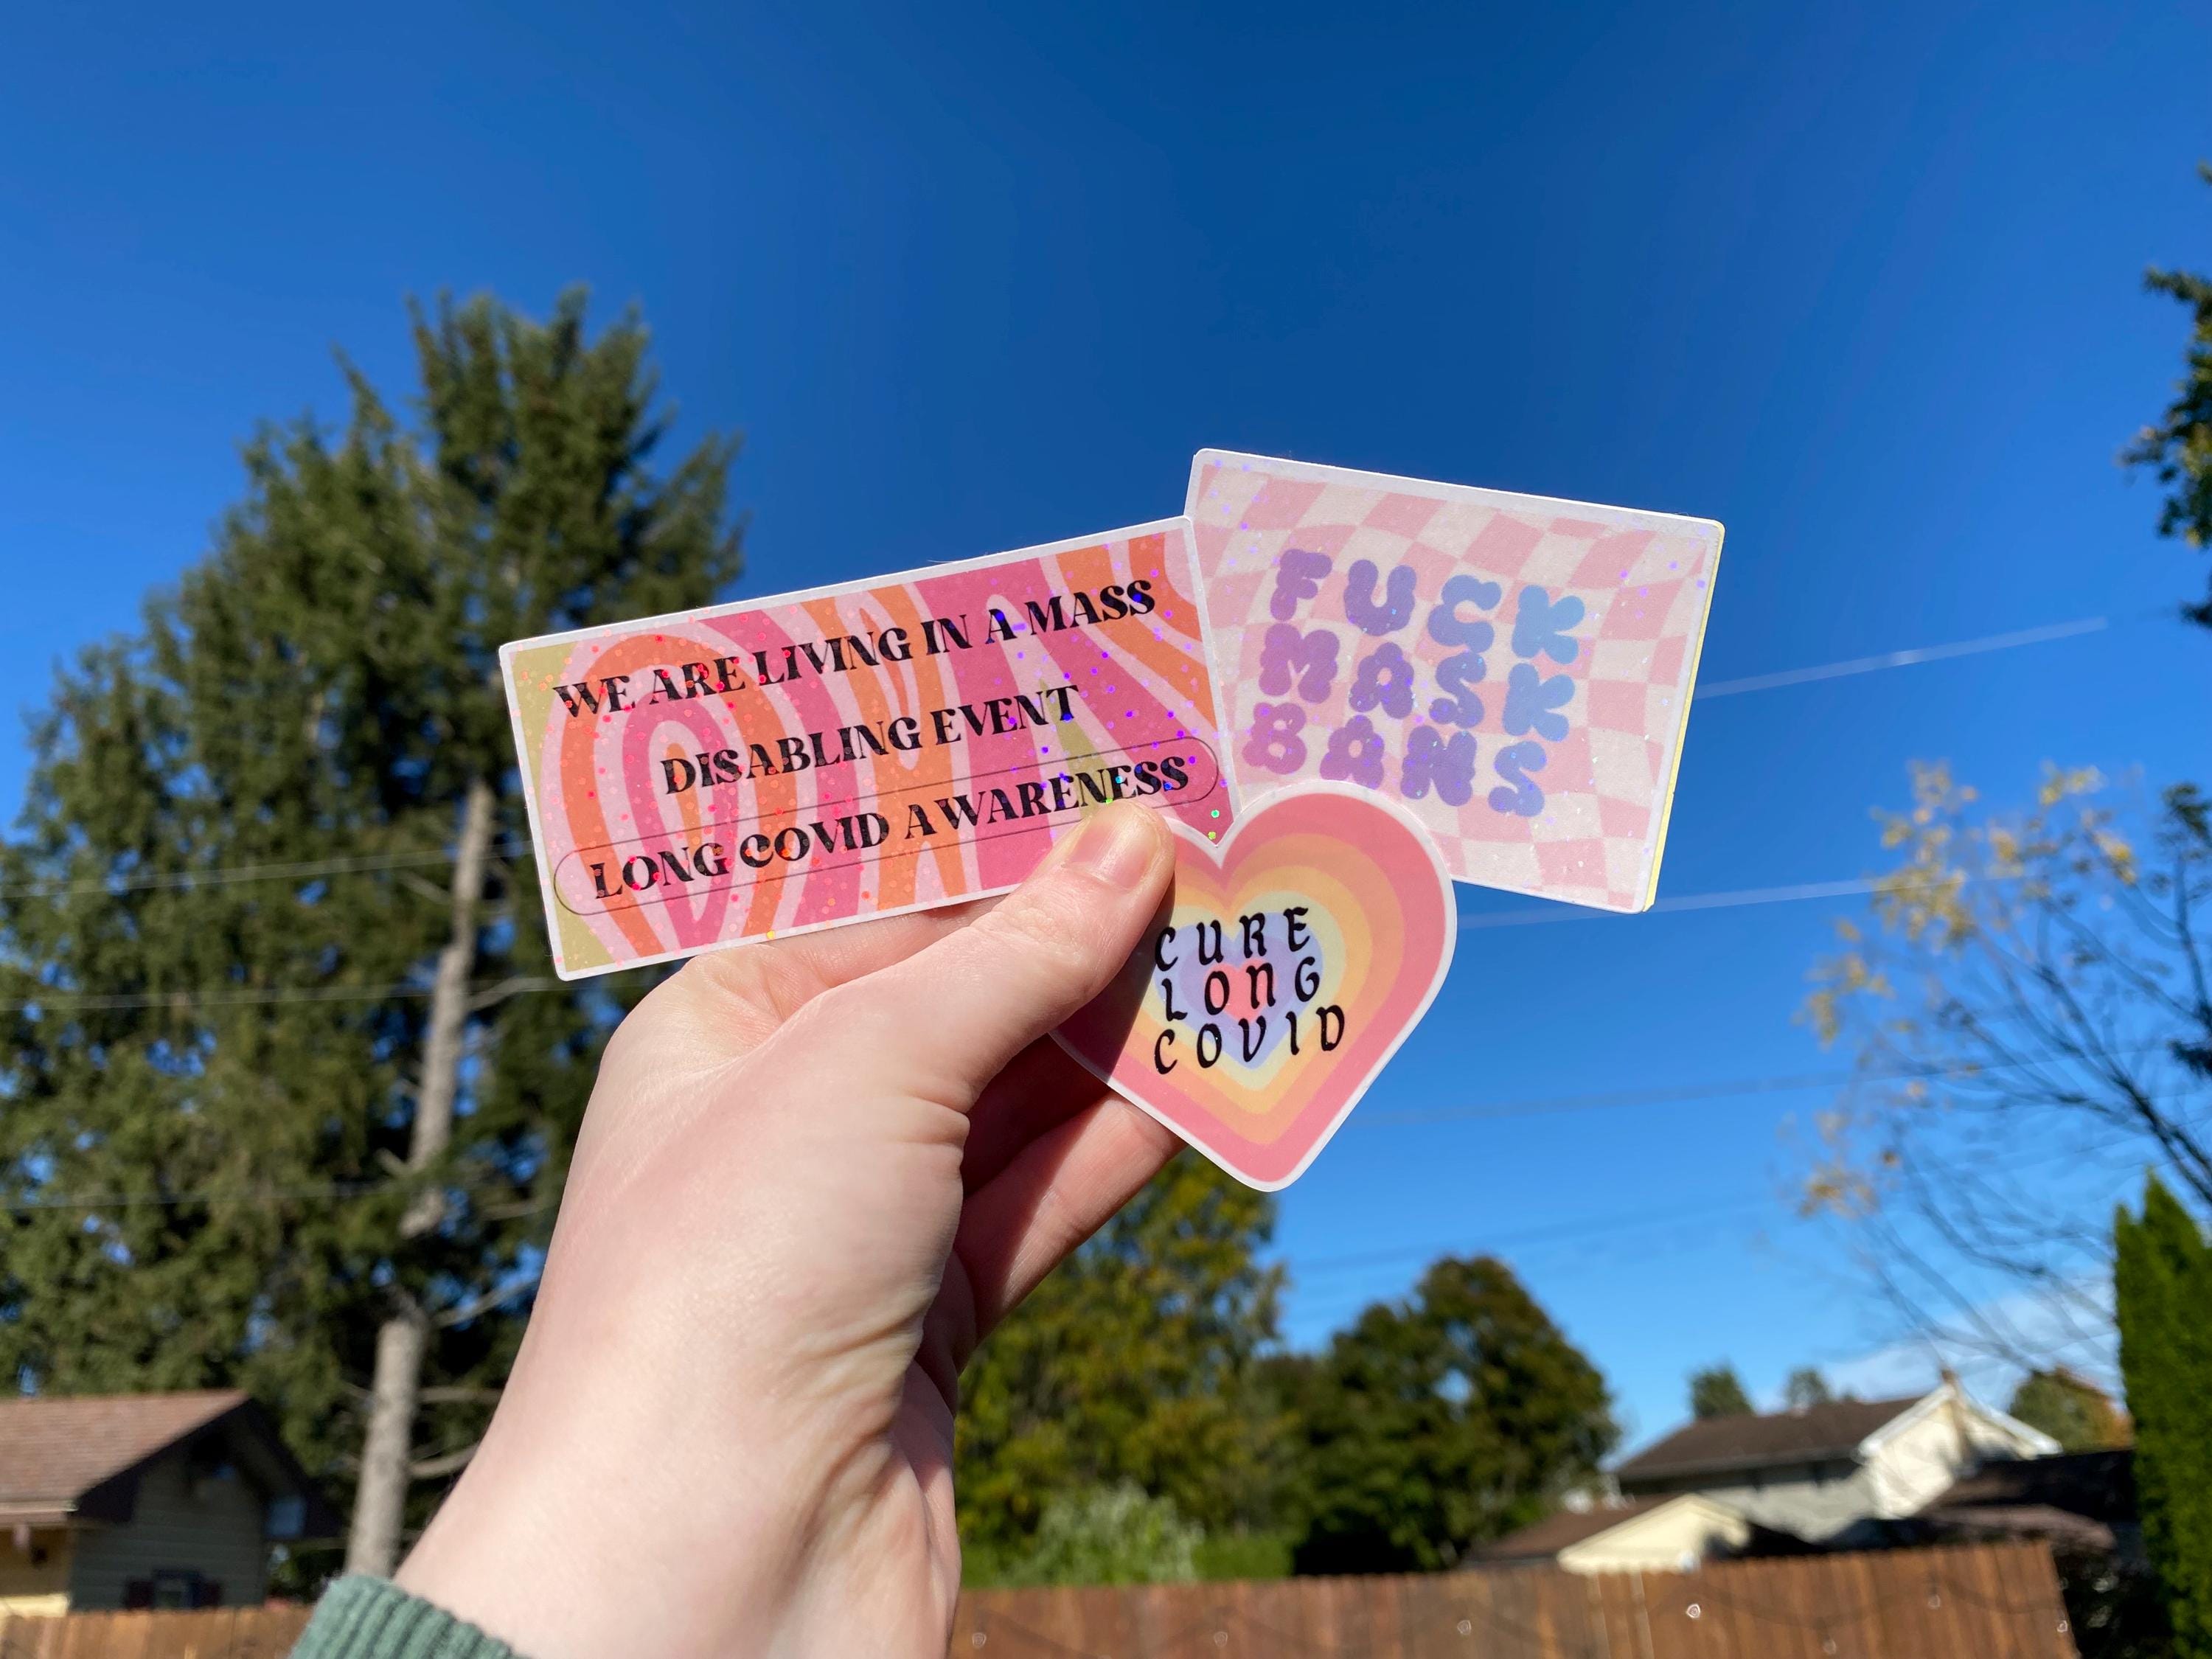 WE ARE LIVING IN A MASS
DISABLING EVENT
LONG COVID AWARENESS
FUCK
MASK
BANS
CURE
LONG
COVID